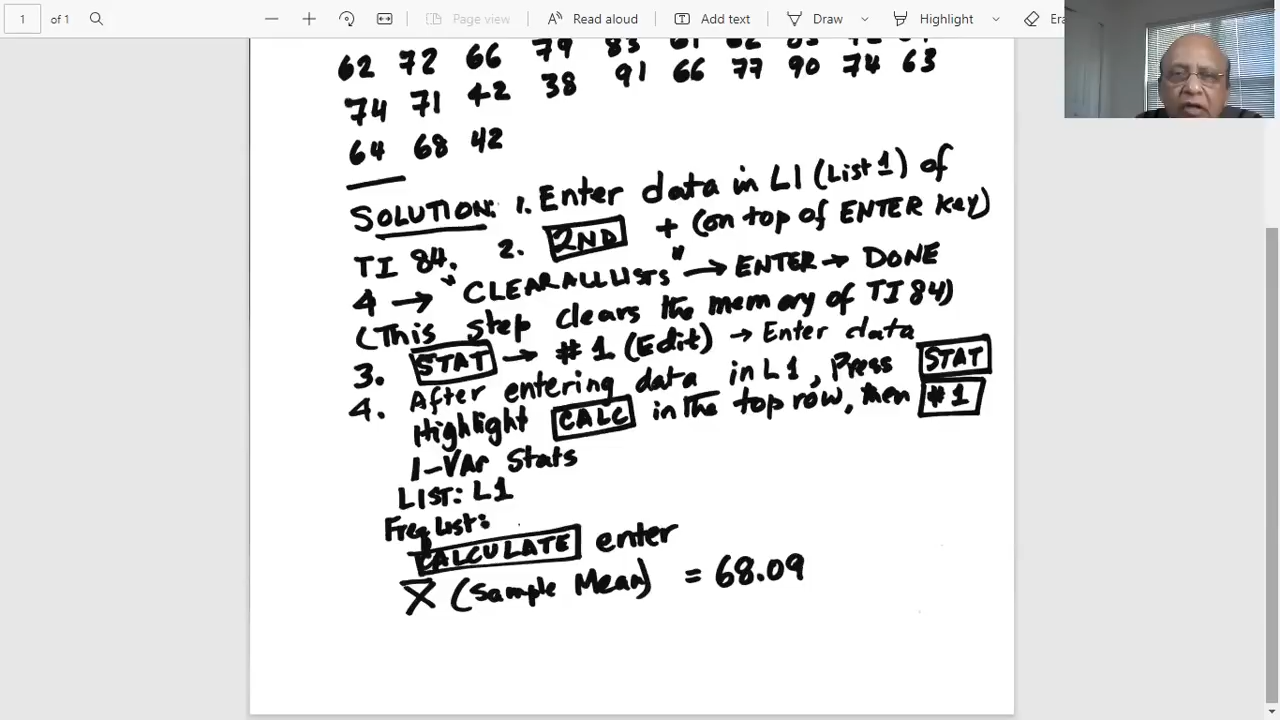 1 of 1 Page view Read aloud Add text Draw Highlight
62 72 66 79 83 61 62
74 71 42 38 91 66 77 90 74 63
64 68 42
SOLUTION: 1. Enter data in L1 (List 1) of
TI 84. 2. 2ND + (on top of ENTER key)
4 → "CLEARALLLISTS" → ENTER → DONE
(This step clears the memory of TI 84)
3. STAT → #1 (Edit) → Enter data
4. After entering data in L1, Press STAT
Highlight CALC in the top row, then #1
1-VAr Stats
LIST: L1
Freq List:
CALCULATE enter
X̄ (Sample Mean) = 68.09